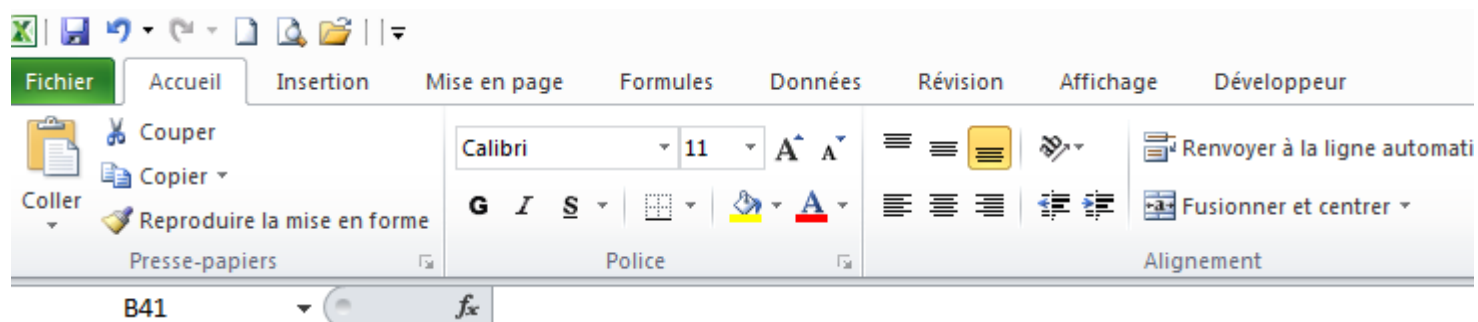 Fichier Accueil Insertion Mise en page Formules Données Révision Affichage Développeur
Couper
Copier
Coller
Reproduire la mise en forme
Presse-papiers
Calibri 11 A A
G I S A
Police
Renvoyer à la ligne automati
Fusionner et centrer
Alignement
B41 fx